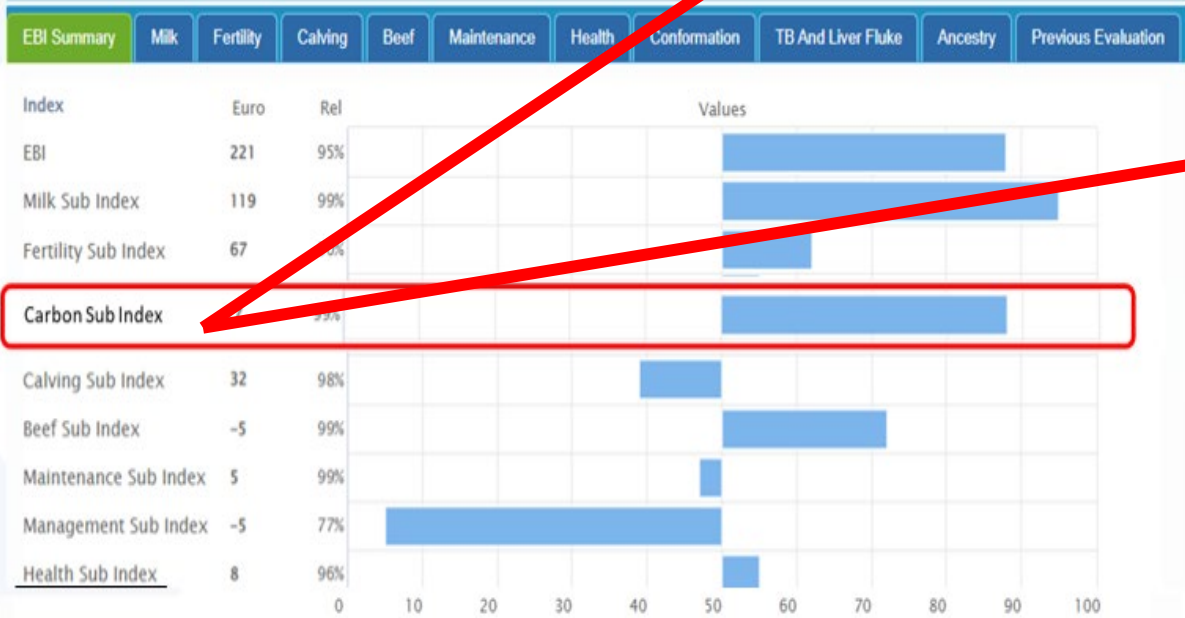 EBI Summary Milk Fertility Calving Beef Maintenance Health Conformation TB And Liver Fluke Ancestry Previous Evaluation
Index Euro Rel Values
EBI 221 95%
Milk Sub Index 119 99%
Fertility Sub Index 67
Carbon Sub Index 99%
Calving Sub Index 32 98%
Beef Sub Index -5 99%
Maintenance Sub Index 5 99%
Management Sub Index -5 77%
Health Sub Index 8 96%
0 10 20 30 40 50 60 70 80 90 100